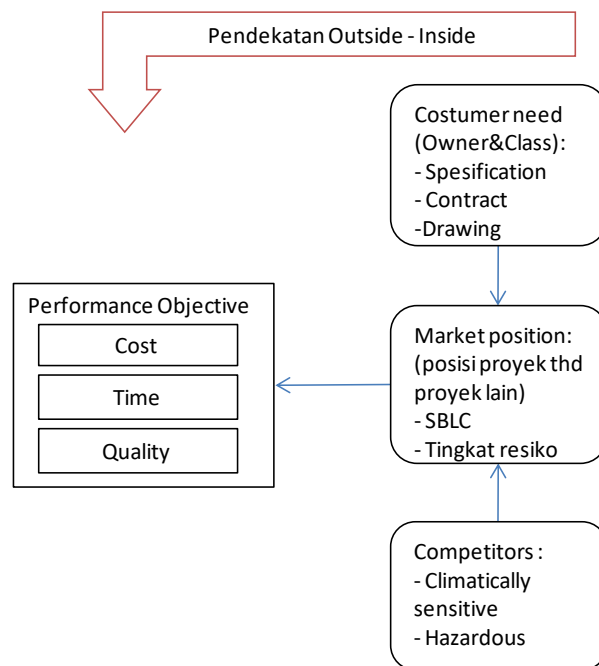 Pendekatan Outside - Inside
Costumer need
(Owner&Class):
- Spesification
- Contract
-Drawing
Performance Objective
Cost
Time
Quality
Market position:
(posisi proyek thd
proyek lain)
- SBLC
- Tingkat resiko
Competitors :
- Climatically
sensitive
- Hazardous